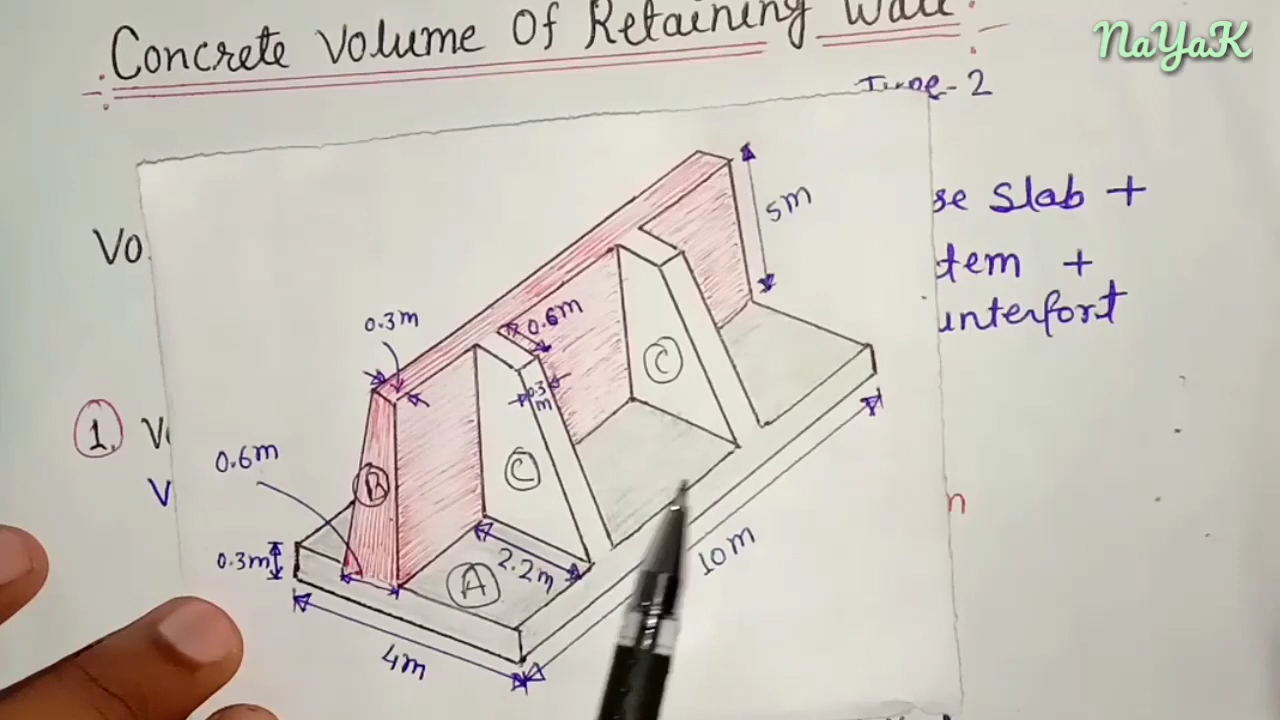 Concrete Volume Of Retaining Wall
NaYaK
Type-2
se Slab +
Vo
tem +
unterfort
5m
0.3m
0.6m
0.3
m
C
C
1.
V
0.6m
B
V
0.3m
2.2m
A
10m
n
4m